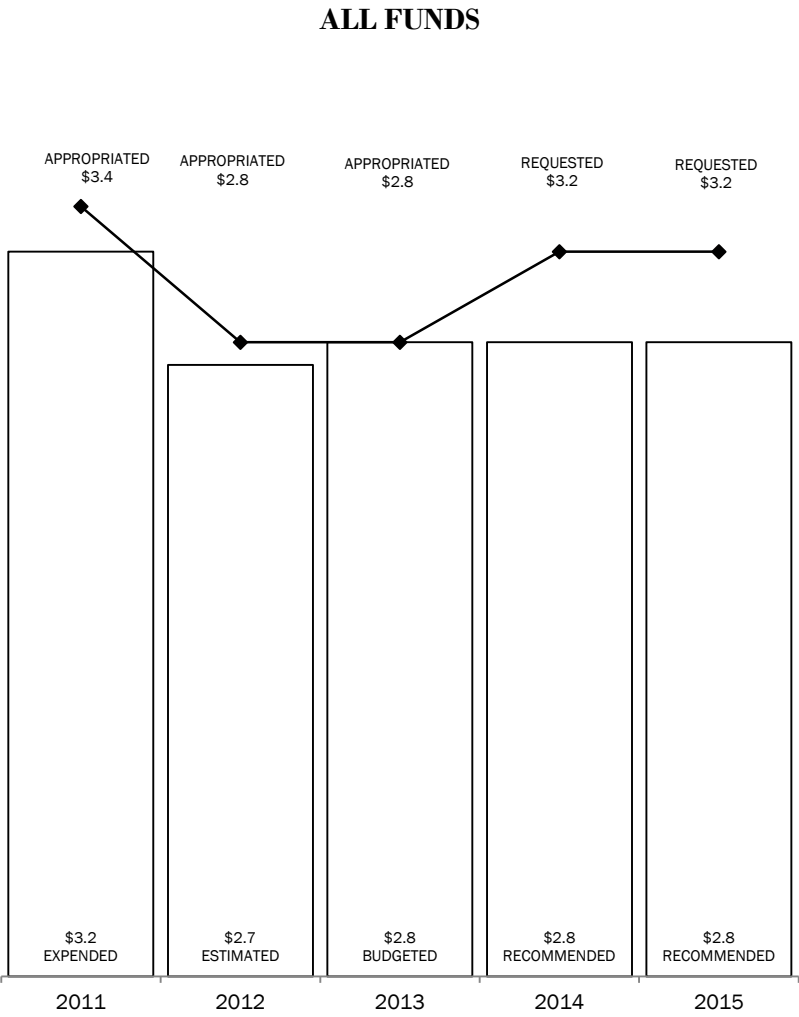 ALL FUNDS
APPROPRIATED
$3.4
APPROPRIATED
$2.8
APPROPRIATED
$2.8
REQUESTED
$3.2
REQUESTED
$3.2
$3.2
EXPENDED
$2.7
ESTIMATED
$2.8
BUDGETED
$2.8
RECOMMENDED
$2.8
RECOMMENDED
2011
2012
2013
2014
2015